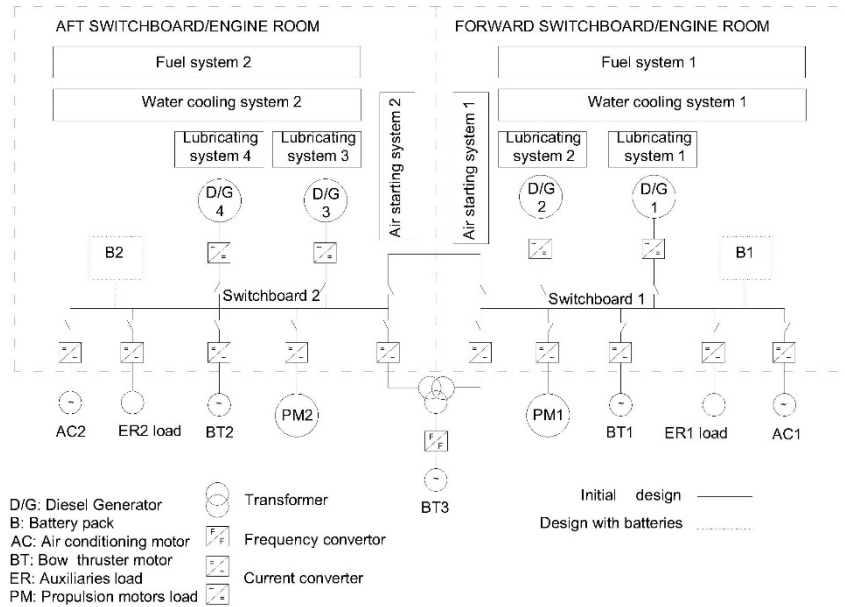 AFT SWITCHBOARD/ENGINE ROOM
FORWARD SWITCHBOARD/ENGINE ROOM
Fuel system 2
Fuel system 1
Water cooling system 2
Water cooling system 1
Air starting system 2
Air starting system 1
Lubricating
system 4
Lubricating
system 3
Lubricating
system 2
Lubricating
system 1
D/G
4
D/G
3
D/G
2
D/G
1
B2
B1
Switchboard 2
Switchboard 1
AC2
ER2 load
BT2
PM2
PM1
BT1
ER1 load
AC1
F
F
BT3
D/G: Diesel Generator
B: Battery pack
AC: Air conditioning motor
BT: Bow thruster motor
ER: Auxiliaries load
PM: Propulsion motors load
Transformer
F
F
Frequency convertor
Current converter
Initial design
Design with batteries